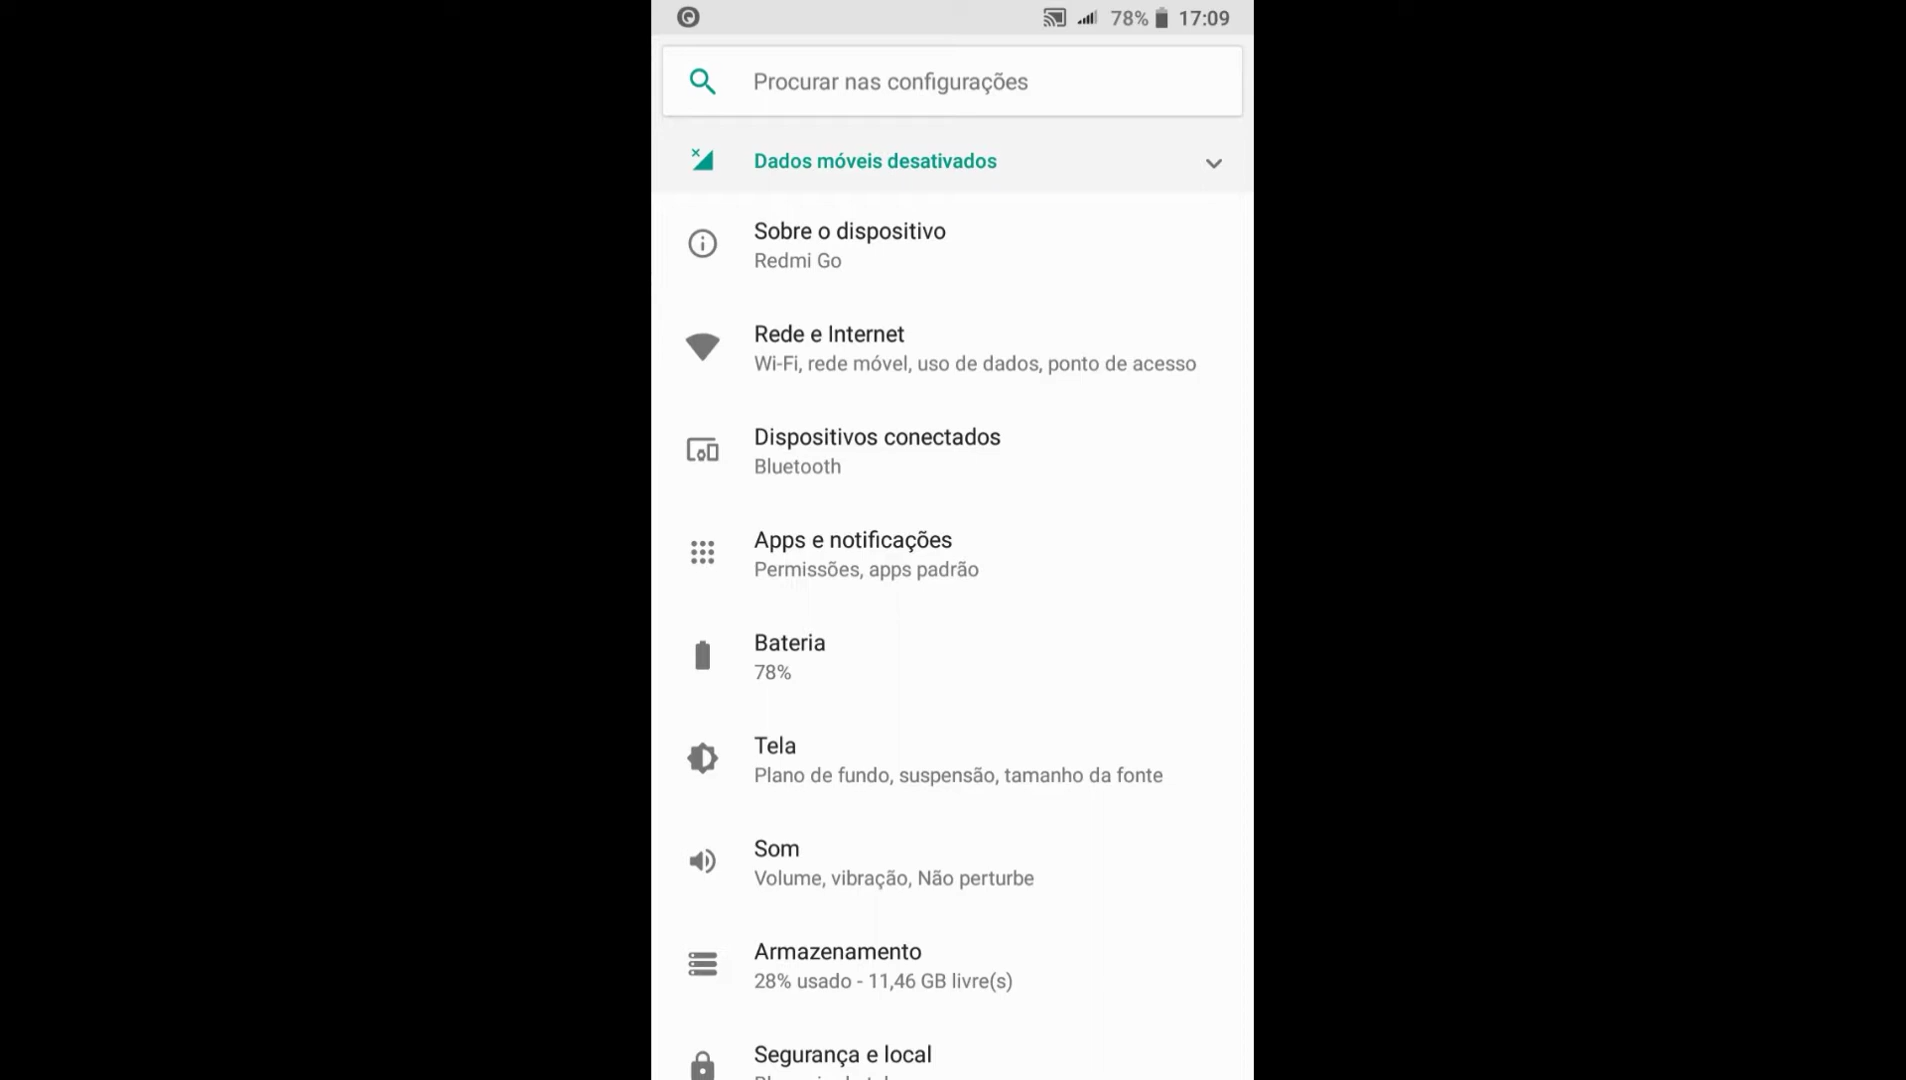 78% 17:09
Procurar nas configurações
Dados móveis desativados
Sobre o dispositivo
Redmi Go
Rede e Internet
Wi-Fi, rede móvel, uso de dados, ponto de acesso
Dispositivos conectados
Bluetooth
Apps e notificações
Permissões, apps padrão
Bateria
78%
Tela
Plano de fundo, suspensão, tamanho da fonte
Som
Volume, vibração, Não perturbe
Armazenamento
28% usado - 11,46 GB livre(s)
Segurança e local